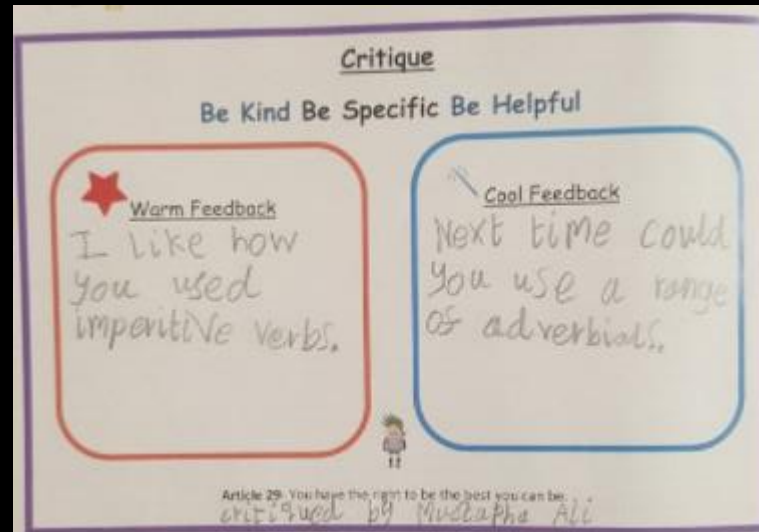 Critique
Be Kind Be Specific Be Helpful
Warm Feedback
I like how
you used
imperitive verbs.
Cool Feedback
Next time could
you use a range
of adverbials.
Article 29 You have the right to be the best you can be.
critiqued by Mustapha Ali